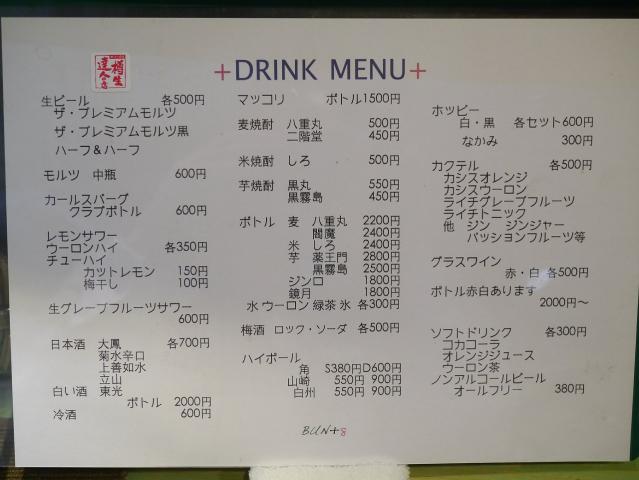 樽生
達人の店
+DRINK MENU+
生ビール 各500円
ザ・プレミアムモルツ
ザ・プレミアムモルツ黒
ハーフ＆ハーフ
モルツ 中瓶 600円
カールスバーグ
クラブボトル 600円
レモンサワー
ウーロンハイ 各350円
チューハイ
カットレモン 150円
梅干し 100円
生グレープフルーツサワー
600円
日本酒 大鳳 各700円
菊水辛口
上善如水
立山
白い酒 東光
ボトル 2000円
冷酒 600円
マッコリ ボトル1500円
麦焼酎 八重丸 500円
二階堂 450円
米焼酎 しろ 500円
芋焼酎 黒丸 550円
黒霧島 450円
ボトル 麦 八重丸 2200円
閻魔 2400円
米 しろ 2400円
芋 薬王門 2800円
黒霧島 2500円
ジンロ 1800円
鏡月 1800円
水 ウーロン 緑茶 氷 各300円
梅酒 ロック・ソーダ 各500円
ハイボール
角 S380円D600円
山崎 550円 900円
白州 550円 900円
BUN+8
ホッピー
白・黒 各セット600円
なかみ 300円
カクテル 各500円
カシスオレンジ
カシスウーロン
ライチグレープフルーツ
ライチトニック
他 ジン ジンジャー
パッションフルーツ等
グラスワイン
赤・白 各500円
ボトル赤白あります
2000円～
ソフトドリンク 各300円
コカコーラ
オレンジジュース
ウーロン茶
ノンアルコールビール
オールフリー 380円